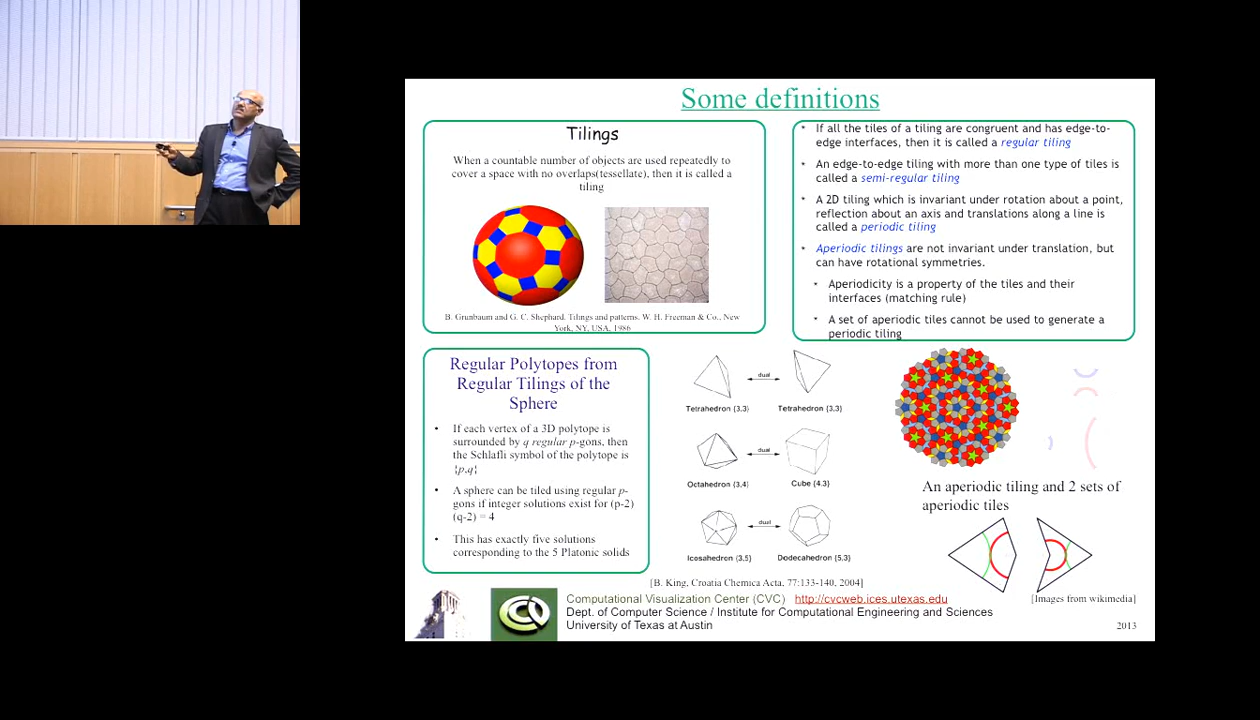 Some definitions
Tilings
When a countable number of objects are used repeatedly to
cover a space with no overlaps(tessellate), then it is called a
tiling
B. Grunbaum and G. C. Shephard. Tilings and patterns. W. H. Freeman & Co., New
York, NY, USA, 1986
• If all the tiles of a tiling are congruent and has edge-to-
edge interfaces, then it is called a regular tiling
• An edge-to-edge tiling with more than one type of tiles is
called a semi-regular tiling
• A 2D tiling which is invariant under rotation about a point,
reflection about an axis and translations along a line is
called a periodic tiling
• Aperiodic tilings are not invariant under translation, but
can have rotational symmetries.
• Aperiodicity is a property of the tiles and their
interfaces (matching rule)
• A set of aperiodic tiles cannot be used to generate a
periodic tiling
Regular Polytopes from
Regular Tilings of the
Sphere
• If each vertex of a 3D polytope is
surrounded by q regular p-gons, then
the Schlafli symbol of the polytope is
{p,q}
• A sphere can be tiled using regular p-
gons if integer solutions exist for (p-2)
(q-2) = 4
• This has exactly five solutions
corresponding to the 5 Platonic solids
dual
Tetrahedron (3,3) Tetrahedron (3,3)
dual
Octahedron (3,4) Cube (4,3)
dual
Icosahedron (3,5) Dodecahedron (5,3)
[B. King, Croatia Chemica Acta, 77:133-140, 2004]
An aperiodic tiling and 2 sets of
aperiodic tiles
[Images from wikimedia]
Computational Visualization Center (CVC) http://cvcweb.ices.utexas.edu
Dept. of Computer Science / Institute for Computational Engineering and Sciences
University of Texas at Austin
2013